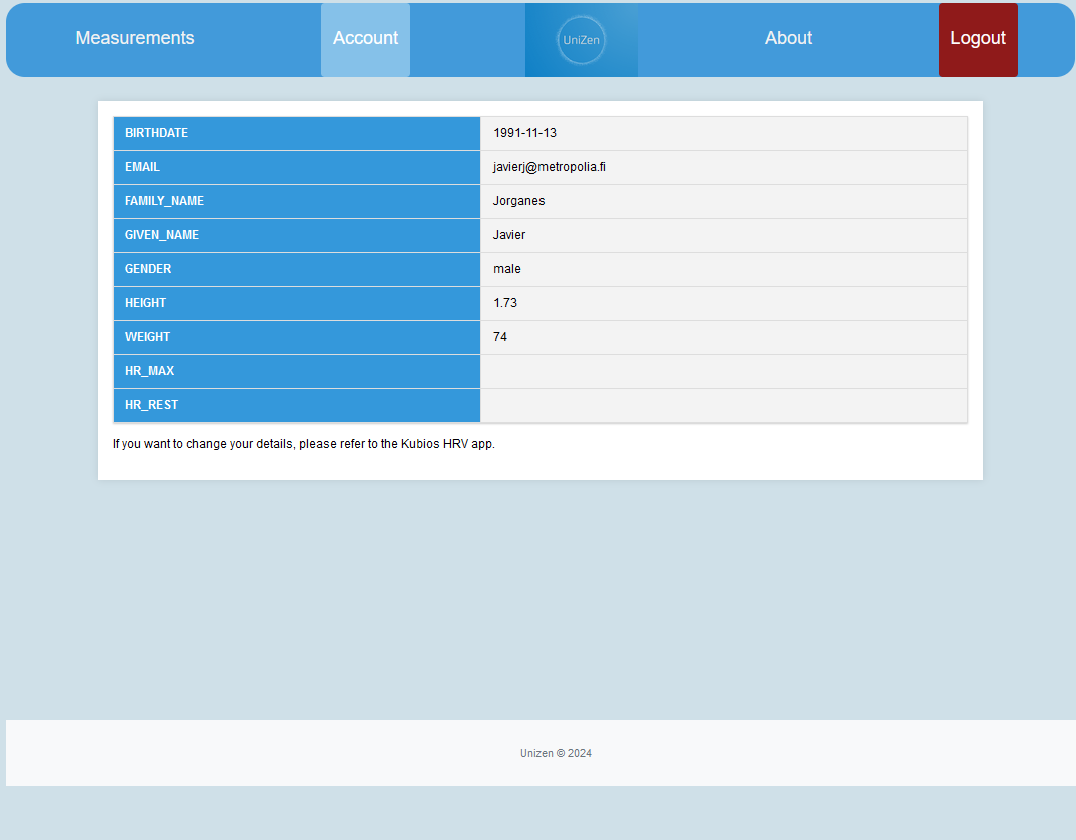 Measurements Account UniZen About Logout
BIRTHDATE 1991-11-13
EMAIL javierj@metropolia.fi
FAMILY_NAME Jorganes
GIVEN_NAME Javier
GENDER male
HEIGHT 1.73
WEIGHT 74
HR_MAX
HR_REST
If you want to change your details, please refer to the Kubios HRV app.
Unizen © 2024